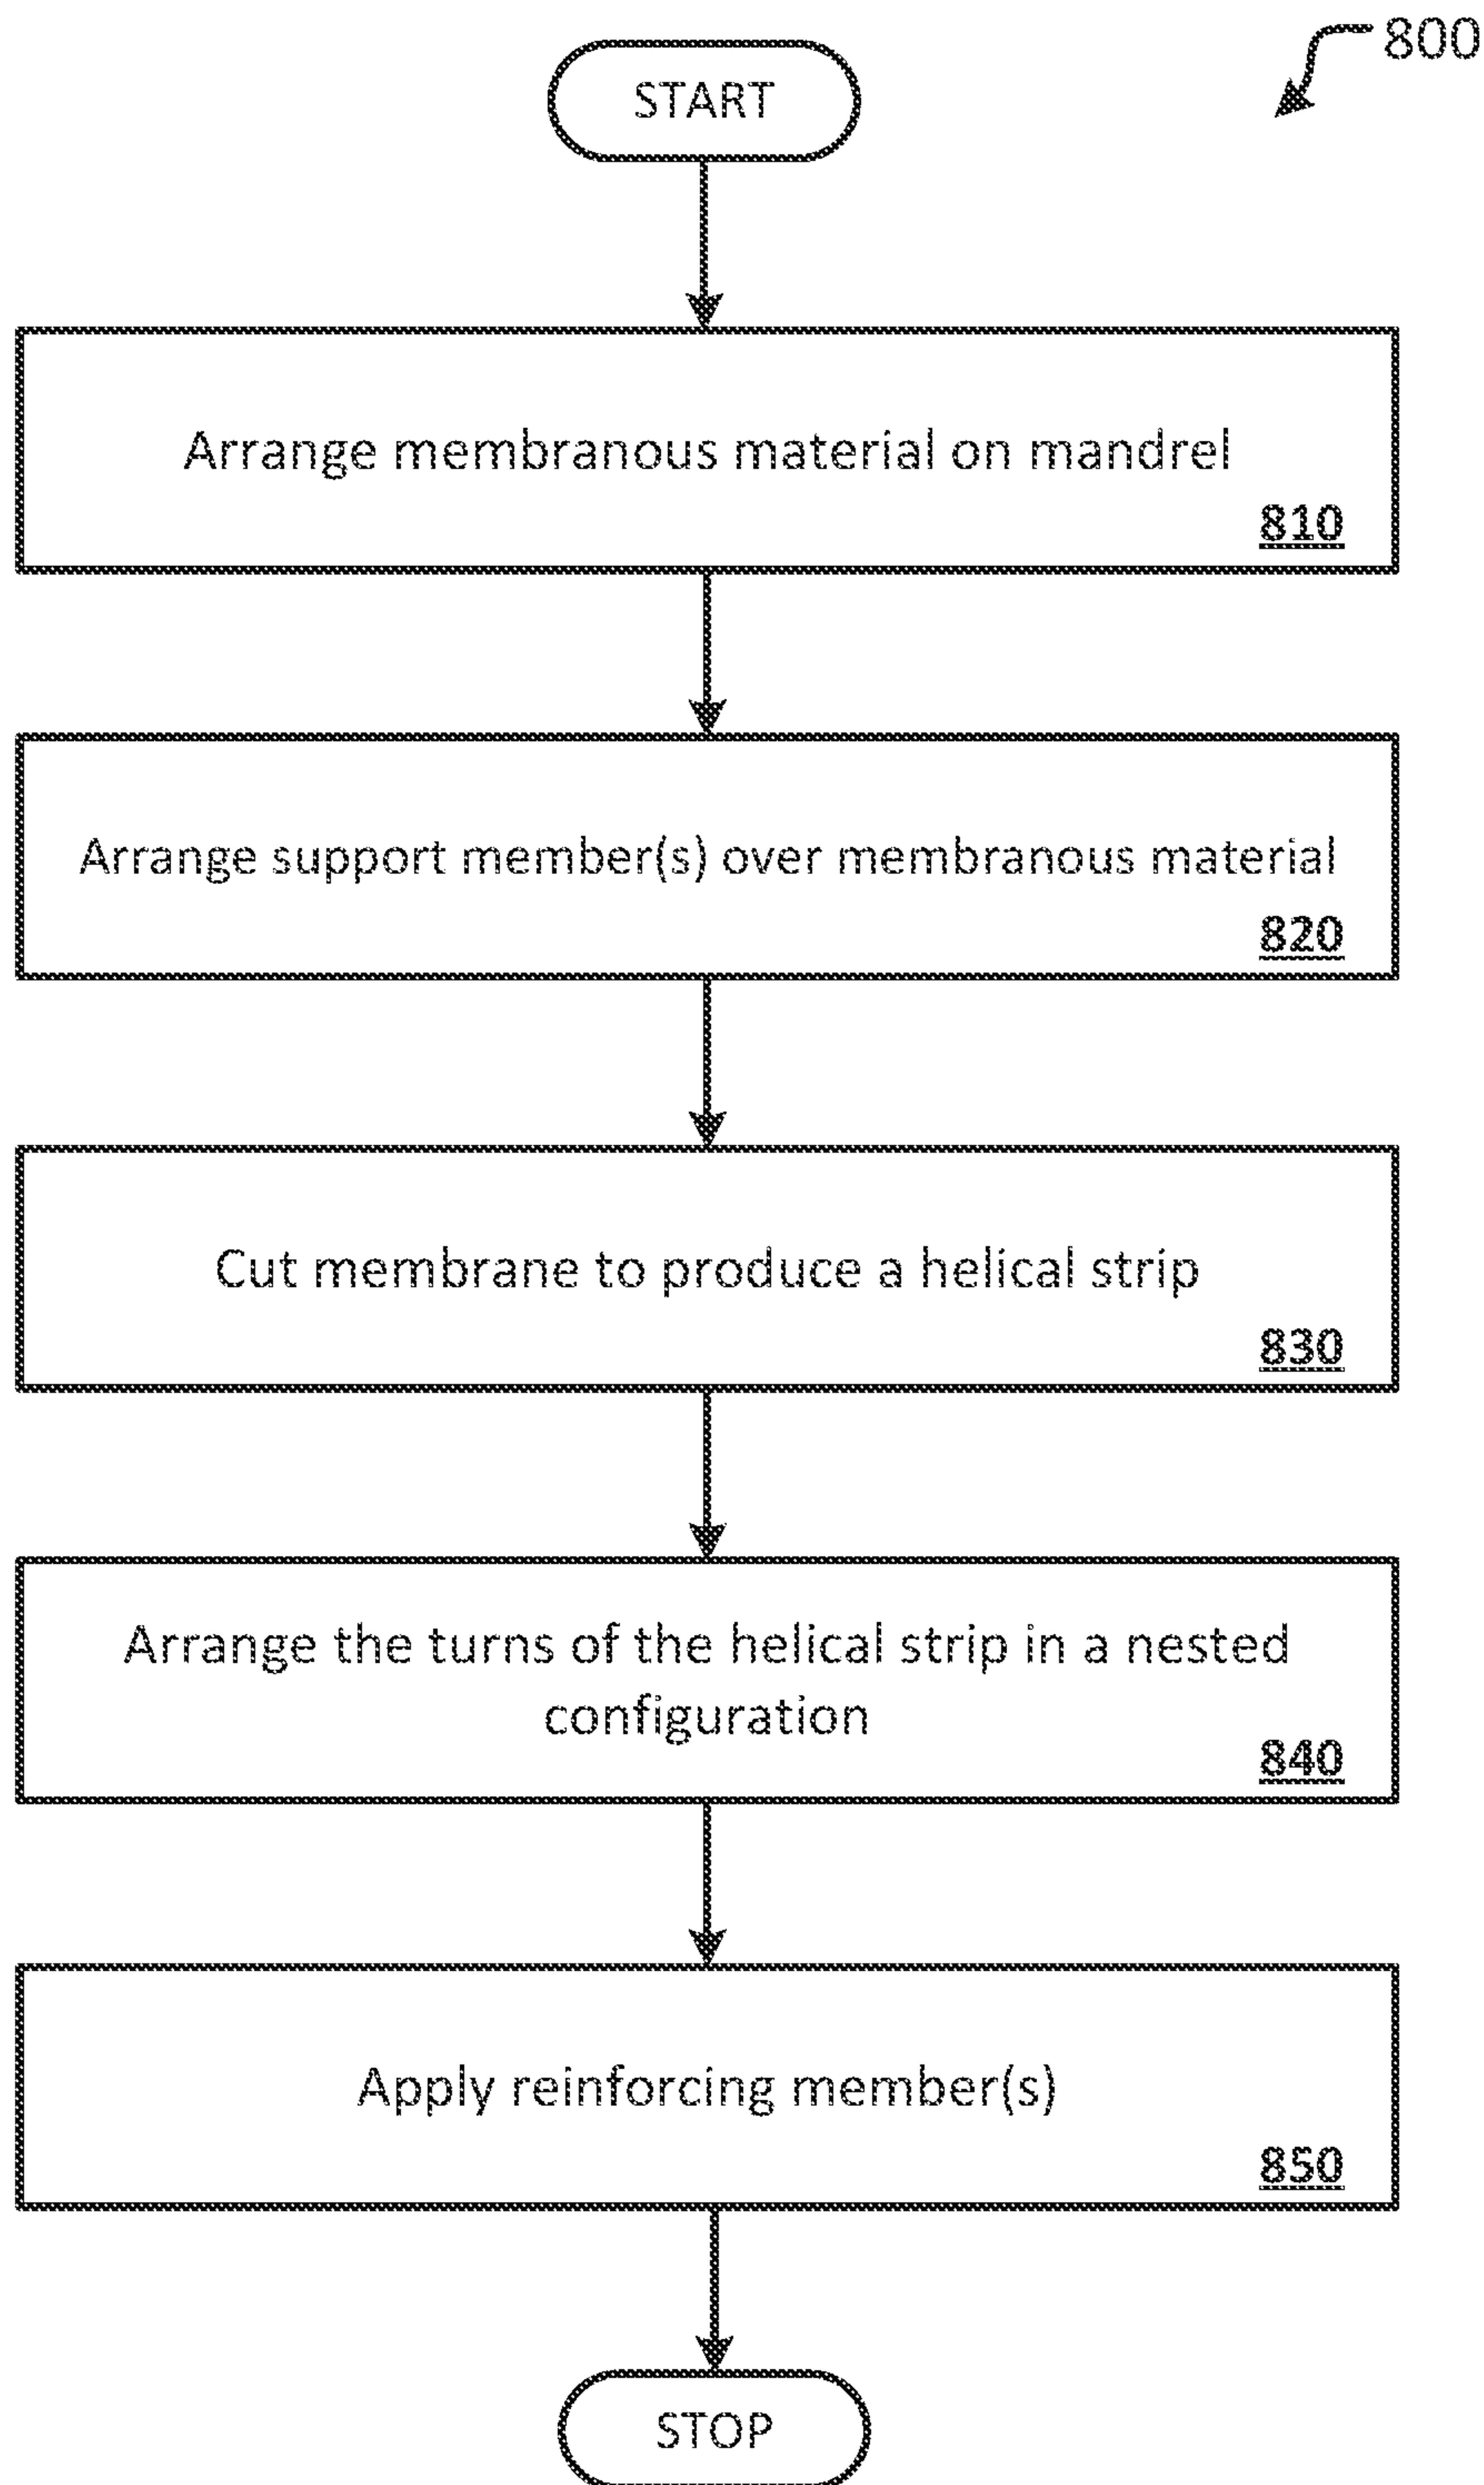 800
START
Arrange membranous material on mandrel
810
Arrange support member(s) over membranous material
820
Cut membrane to produce a helical strip
830
Arrange the turns of the helical strip in a nested
configuration
840
Apply reinforcing member(s)
850
STOP